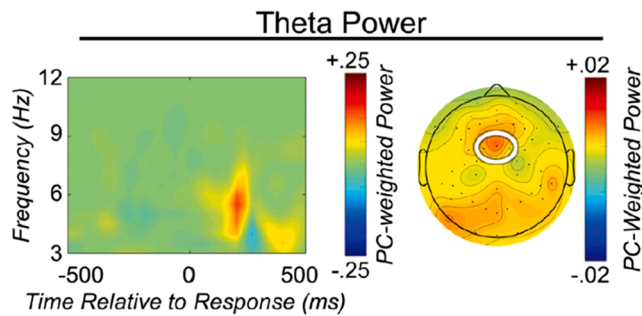 Theta Power
12
9
6
3
Frequency (Hz)
-500
0
500
Time Relative to Response (ms)
+.25
-.25
PC-weighted Power
+.02
-.02
PC-Weighted Power